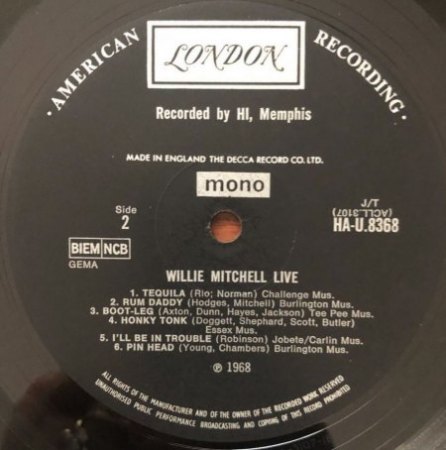 · AMERICAN RECORDING ·
LONDON
Recorded by HI, Memphis
MADE IN ENGLAND THE DECCA RECORD CO. LTD.
mono
Side
2
J/T
(ACLL.3107)
HA-U.8368
BIEM NCB
GEMA
WILLIE MITCHELL LIVE
1. TEQUILA (Rio; Norman) Challenge Mus.
2. RUM DADDY (Hodges, Mitchell) Burlington Mus.
3. BOOT-LEG (Axton, Dunn, Hayes, Jackson) Tee Pee Mus.
4. HONKY TONK (Doggett, Shephard, Scott, Butler)
Essex Mus.
5. I'LL BE IN TROUBLE (Robinson) Jobete/Carlin Mus.
6. PIN HEAD (Young, Chambers) Burlington Mus.
℗ 1968
ALL RIGHTS OF THE MANUFACTURER AND OF THE OWNER OF THE RECORDED WORK RESERVED
UNAUTHORISED PUBLIC PERFORMANCE BROADCASTING AND COPYING OF THIS RECORD PROHIBITED